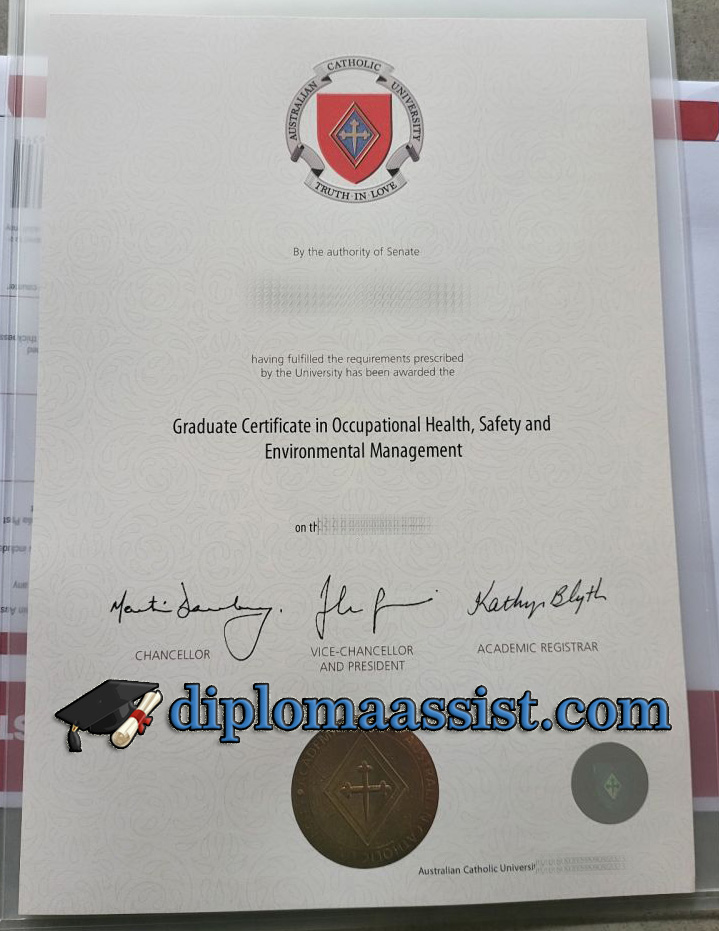 AUSTRALIAN CATHOLIC UNIVERSITY
TRUTH IN LOVE
By the authority of Senate
having fulfilled the requirements prescribed
by the University has been awarded the
Graduate Certificate in Occupational Health, Safety and
Environmental Management
on th
Kathryn Blyth
CHANCELLOR
VICE-CHANCELLOR
AND PRESIDENT
ACADEMIC REGISTRAR
diplomaassist.com
Australian Catholic Universi